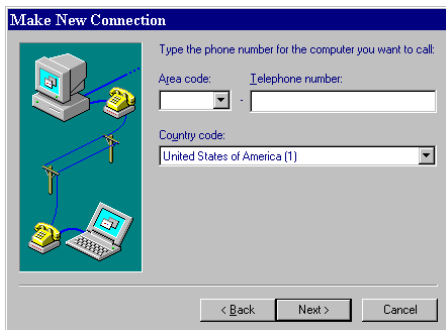 Make New Connection
Type the phone number for the computer you want to call:
Area code:
Telephone number:
-
Country code:
United States of America (1)
< Back
Next >
Cancel